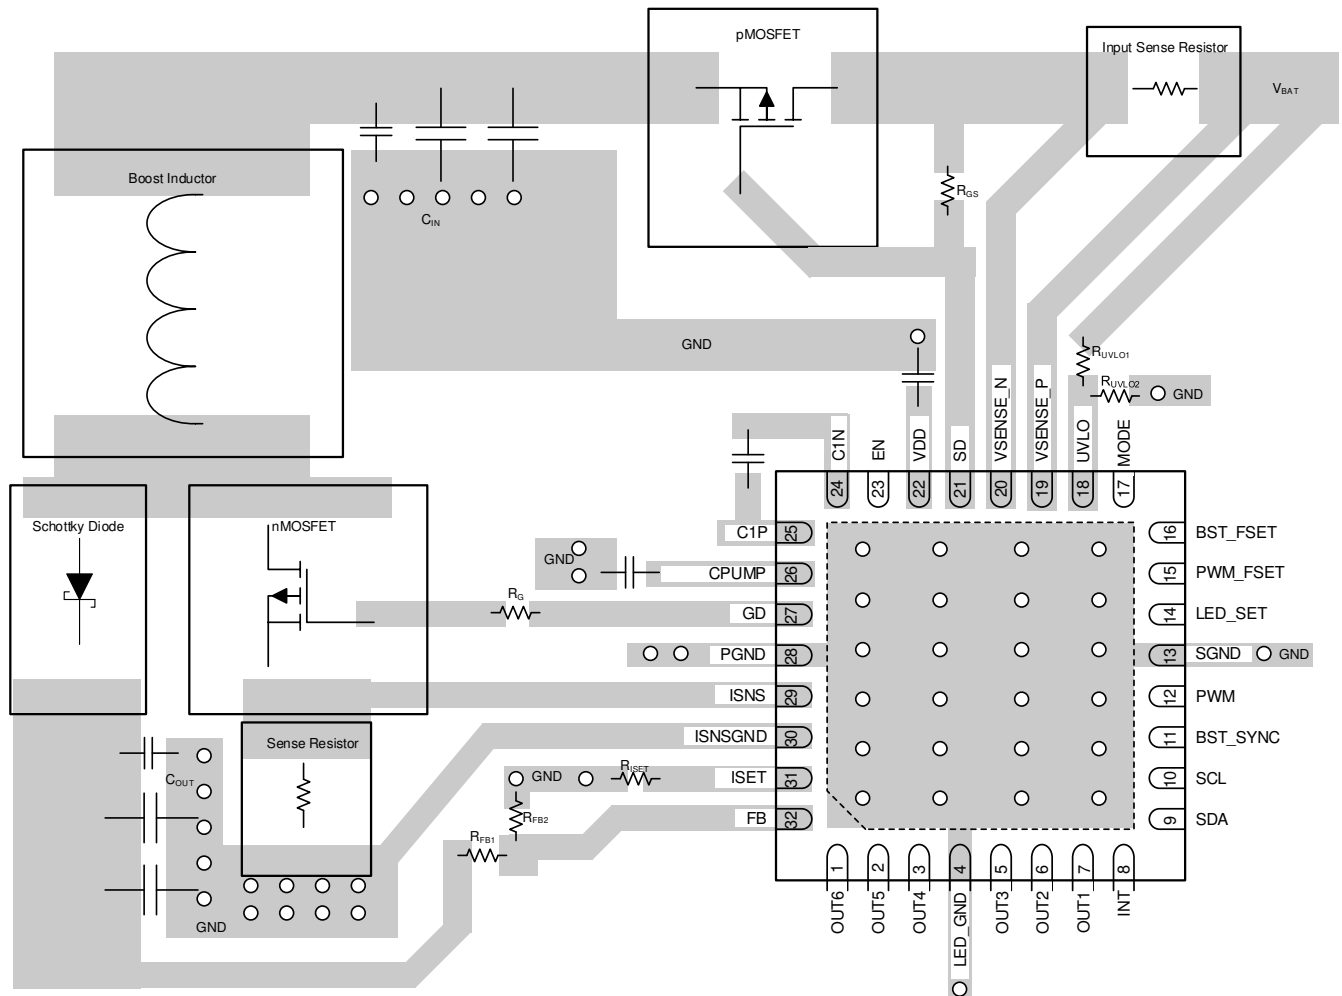 pMOSFET
Input Sense Resistor
VBAT
Boost Inductor
RGS
CIN
GND
RUVLO1
RUVLO2
GND
C1N
EN
VDD
SD
VSENSE_N
VSENSE_P
UVLO
MODE
24
23
22
21
20
19
18
17
Schottky Diode
nMOSFET
C1P
25
16
BST_FSET
GND
CPUMP
26
15
PWM_FSET
RG
GD
27
14
LED_SET
PGND
28
13
SGND
GND
ISNS
29
12
PWM
Sense Resistor
ISNSGND
30
11
BST_SYNC
COUT
GND
RISET
ISET
31
10
SCL
RFB2
FB
32
9
SDA
RFB1
1
2
3
4
5
6
7
8
OUT6
OUT5
OUT4
LED_GND
OUT3
OUT2
OUT1
INT
GND